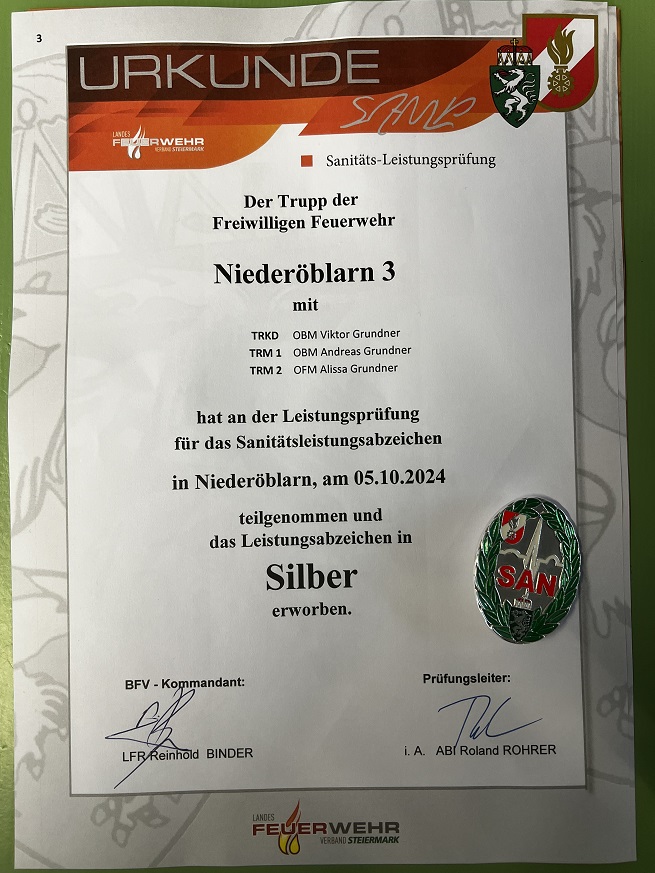 3
URKUNDE
LANDES
FEUERWEHR
VERBAND STEIERMARK
Sanitäts-Leistungsprüfung
Der Trupp der
Freiwilligen Feuerwehr
Niederöblarn 3
mit
TRKD OBM Viktor Grundner
TRM 1 OBM Andreas Grundner
TRM 2 OFM Alissa Grundner
hat an der Leistungsprüfung
für das Sanitätsleistungsabzeichen
in Niederöblarn, am 05.10.2024
teilgenommen und
das Leistungsabzeichen in
Silber
erworben.
SAN
BFV - Kommandant:
Prüfungsleiter:
LFR Reinhold BINDER
i. A. ABI Roland ROHRER
LANDES
FEUERWEHR
VERBAND STEIERMARK